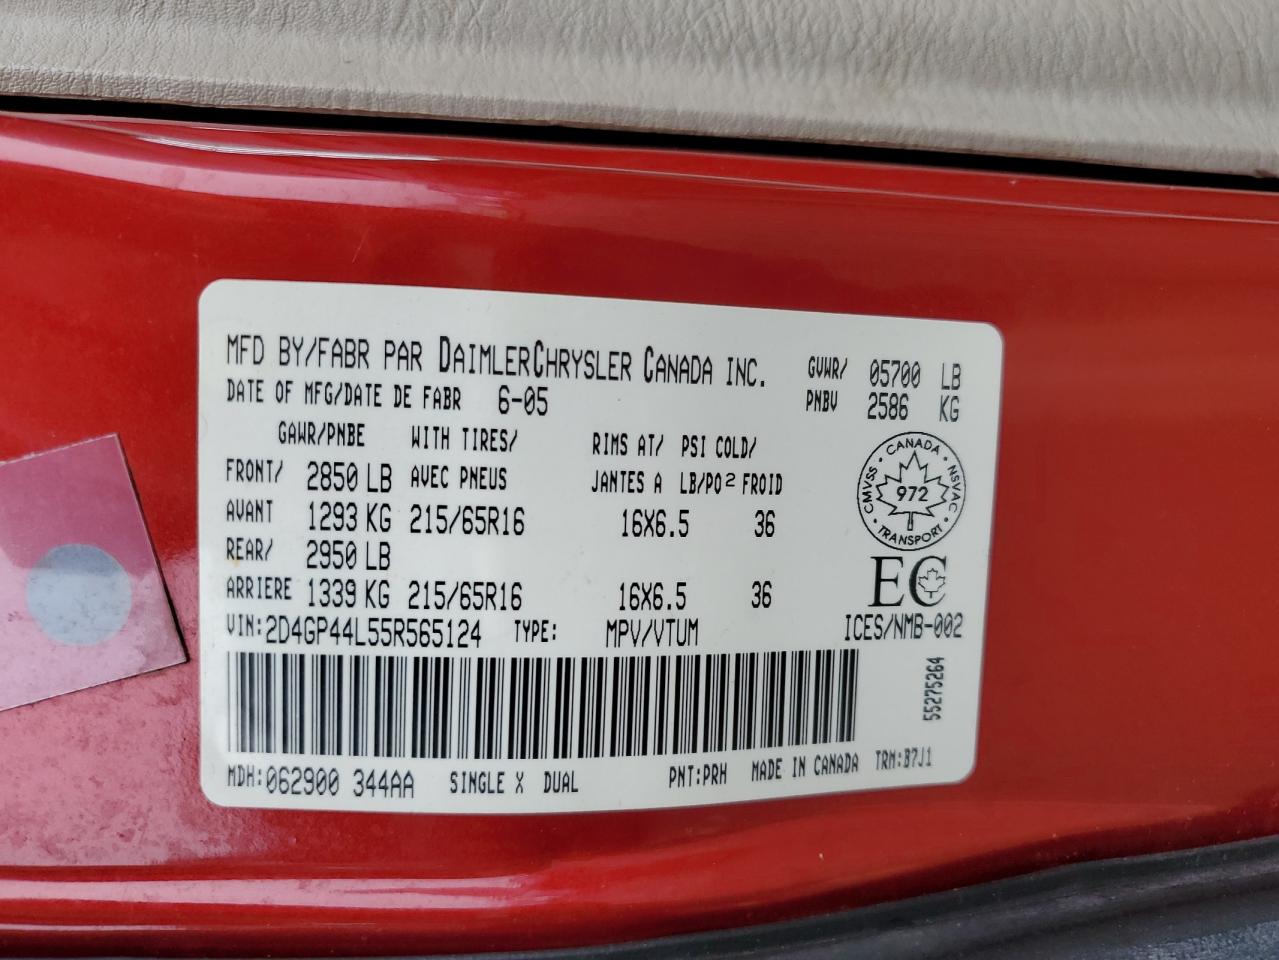 MFD BY/FABR PAR DAIMLERCHRYSLER CANADA INC. GVWR/ 05700 LB
DATE OF MFG/DATE DE FABR 6-05 PNBV 2586 KG
GAWR/PNBE WITH TIRES/ RIMS AT/ PSI COLD/
FRONT/ 2850 LB AVEC PNEUS JANTES A LB/PO² FROID
AVANT 1293 KG 215/65R16 16X6.5 36
REAR/ 2950 LB
ARRIERE 1339 KG 215/65R16 16X6.5 36
CANADA
CMVSS 972 NSVAC
TRANSPORT
EC
VIN:2D4GP44L55R565124 TYPE: MPV/VTUM ICES/NMB-002
55275264
MDH:062900 344AA SINGLE X DUAL PNT:PRH MADE IN CANADA TRM:B7J1